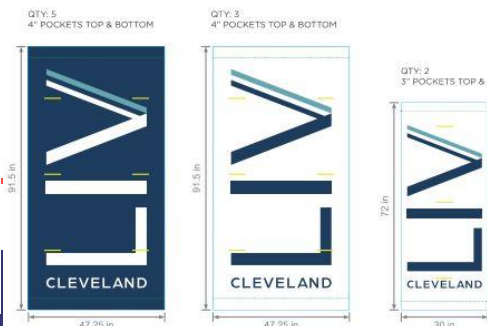 QTY: 5
4" POCKETS TOP & BOTTOM
QTY: 3
4" POCKETS TOP & BOTTOM
QTY: 2
3" POCKETS TOP &
91.5 in
LIV
CLEVELAND
47.25 in
91.5 in
LIV
CLEVELAND
47.25 in
72 in
LIV
CLEVELAND
30 in